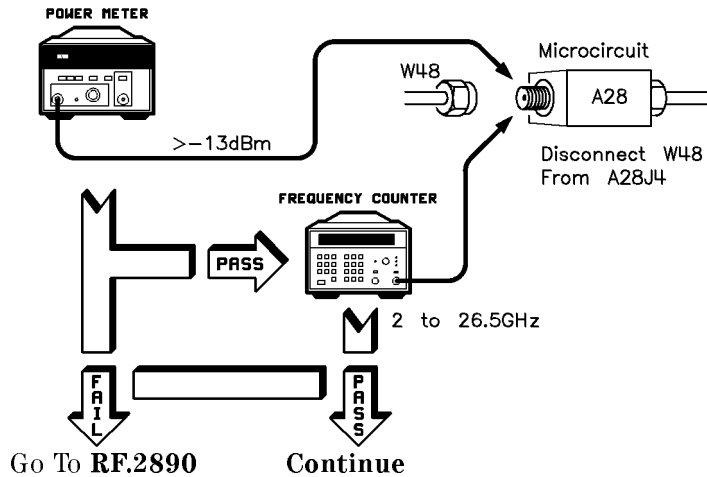 POWER METER
Microcircuit
W48
A28
>-13dBm
Disconnect W48
From A28J4
FREQUENCY COUNTER
PASS
2 to 26.5GHz
FAIL
PASS
Go To RF.2890
Continue